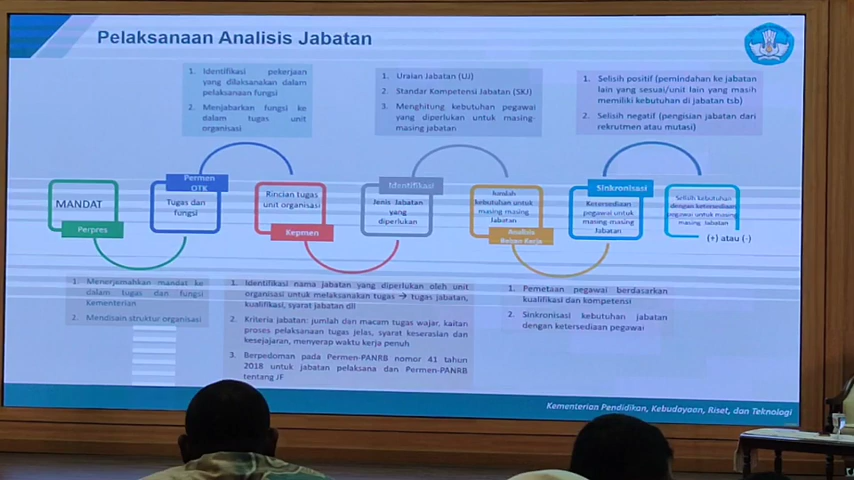 Pelaksanaan Analisis Jabatan
1. Identifikasi pekerjaan
yang dilaksanakan dalam
pelaksanaan fungsi
2. Menjabarkan fungsi ke
dalam tugas unit
organisasi
1. Uraian Jabatan (UJ)
2. Standar Kompetensi Jabatan (SKJ)
3. Menghitung kebutuhan pegawai
yang diperlukan untuk masing-
masing jabatan
1. Selisih positif (pemindahan ke jabatan
lain yang sesuai/unit lain yang masih
memiliki kebutuhan di jabatan tsb)
2. Selisih negatif (pengisian jabatan dari
rekrutmen atau mutasi)
MANDAT
Perpres
Permen
OTK
Tugas dan
fungsi
Rincian tugas
unit organisasi
Kepmen
Identifikasi
Jenis Jabatan
yang
diperlukan
Jumlah
kebutuhan untuk
masing-masing
Jabatan
Analisis
Beban Kerja
Sinkronisasi
Ketersediaan
pegawai untuk
masing-masing
Jabatan
Selisih kebutuhan
dengan ketersediaan
pegawai untuk masing-
masing Jabatan
(+) atau (-)
1. Menerjamahkan mandat ke
dalam tugas dan fungsi
Kementerian
2. Mendisain struktur organisasi
1. Identifikasi nama jabatan yang diperlukan oleh unit
organisasi untuk melaksanakan tugas → tugas jabatan,
kualifikasi, syarat jabatan dll
2. Kriteria jabatan: jumlah dan macam tugas wajar, kaitan
proses pelaksanaan tugas jelas, syarat keserasian dan
kesejajaran, menyerap waktu kerja penuh
3. Berpedoman pada Permen-PANRB nomor 41 tahun
2018 untuk jabatan pelaksana dan Permen-PANRB
tentang JF
1. Pemetaan pegawai berdasarkan
kualifikasi dan kompetensi
2. Sinkronisasi kebutuhan jabatan
dengan ketersediaan pegawai
Kementerian Pendidikan, Kebudayaan, Riset, dan Teknologi